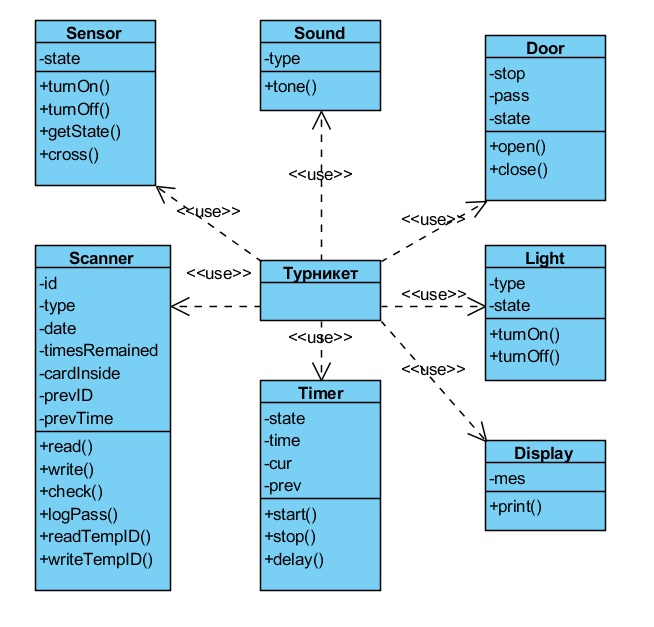 Sensor
-state
+turnOn()
+turnOff()
+getState()
+cross()
Sound
-type
+tone()
Door
-stop
-pass
-state
+open()
+close()
<<use>>
<<use>>
<<use>>
Scanner
-id
-type
-date
-timesRemained
-cardInside
-prevID
-prevTime
+read()
+write()
+check()
+logPass()
+readTempID()
+writeTempID()
<<use>>
Турникет
<<use>>
Light
-type
-state
+turnOn()
+turnOff()
<<use>>
<<use>>
Timer
-state
-time
-cur
-prev
+start()
+stop()
+delay()
Display
-mes
+print()